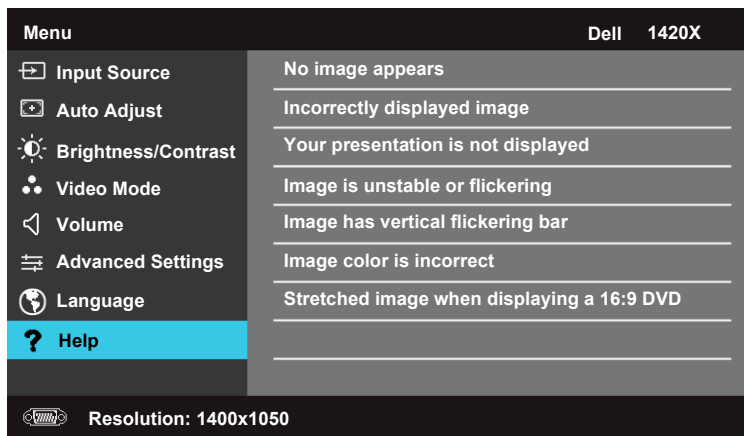 Menu
Dell 1420X
Input Source
Auto Adjust
Brightness/Contrast
Video Mode
Volume
Advanced Settings
Language
? Help
No image appears
Incorrectly displayed image
Your presentation is not displayed
Image is unstable or flickering
Image has vertical flickering bar
Image color is incorrect
Stretched image when displaying a 16:9 DVD
Resolution: 1400x1050